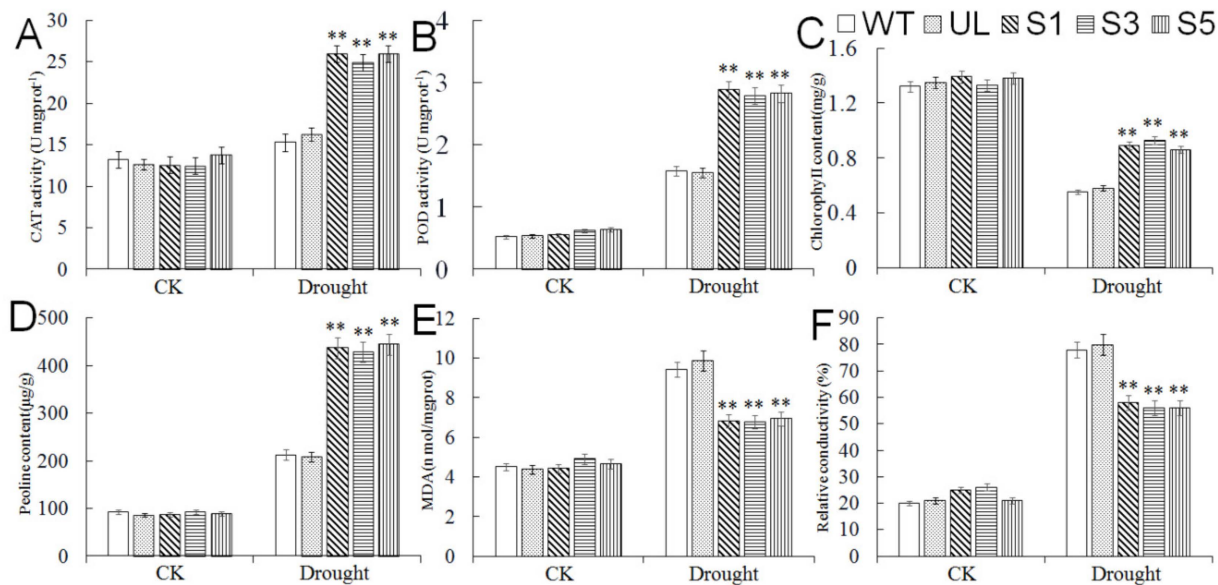 WT UL S1 S3 S5
A
CAT activity (U mgprot-1)
30
25
20
15
10
5
0
** ** **
CK Drought
B
POD activity (U mgprot-1)
4
3
2
1
0
** ** **
CK Drought
C
Chlorophyll content(mg/g)
1.6
1.2
0.8
0.4
0
** ** **
CK Drought
D
Peoline content(μg/g)
500
400
300
200
100
0
** ** **
CK Drought
E
MDA(n mol/mgprot)
12
10
8
6
4
2
0
** ** **
CK Drought
F
Relative conductivity (%)
90
80
70
60
50
40
30
20
10
0
** ** **
CK Drought